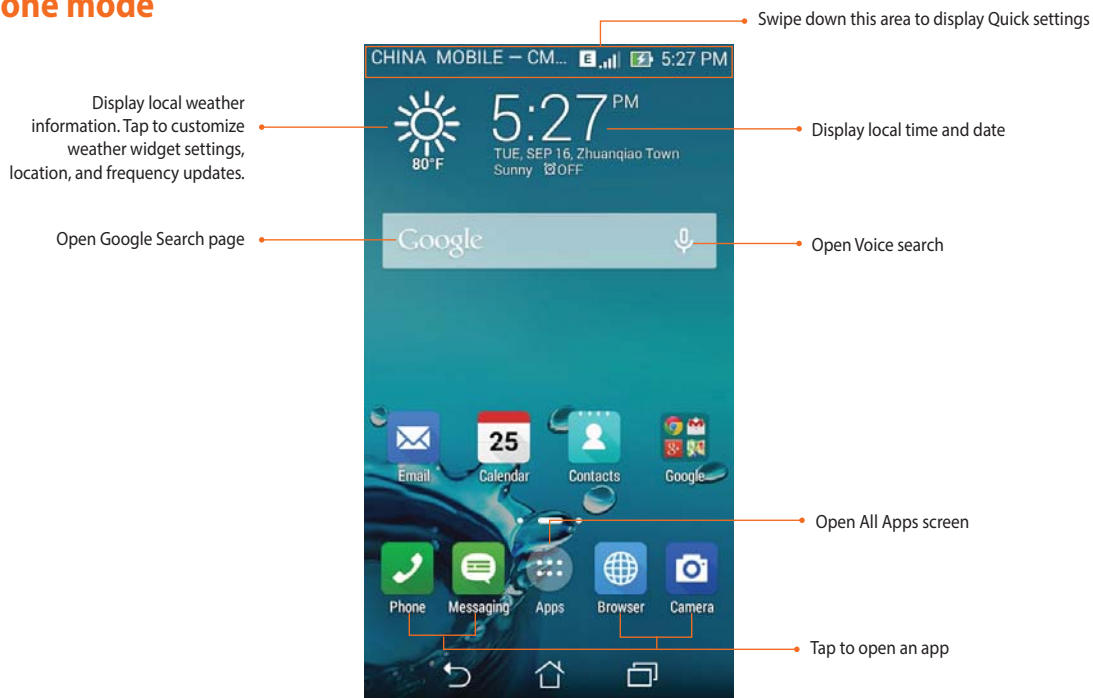 one mode
Swipe down this area to display Quick settings
CHINA MOBILE – CM... E 5:27 PM
Display local weather
information. Tap to customize
weather widget settings,
location, and frequency updates.
80°F
5:27 PM
TUE, SEP 16, Zhuanqiao Town
Sunny OFF
Display local time and date
Open Google Search page
Google
Open Voice search
25
Email Calendar Contacts Google
Open All Apps screen
Phone Messaging Apps Browser Camera
Tap to open an app